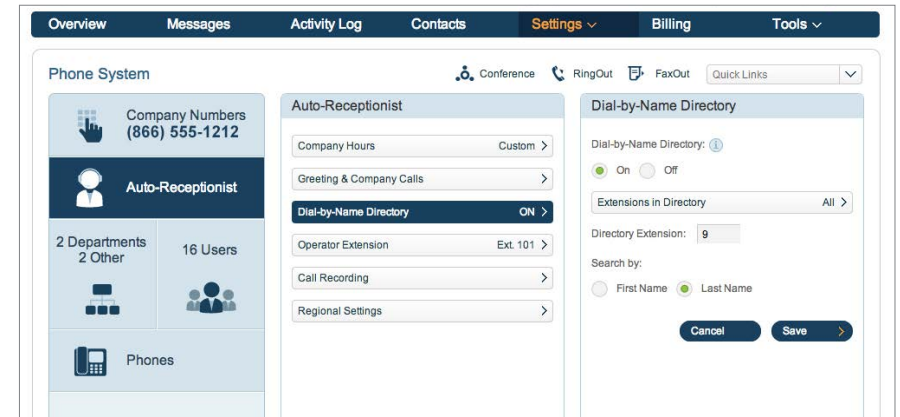 Overview Messages Activity Log Contacts Settings Billing Tools
Phone System
Conference RingOut FaxOut Quick Links
Company Numbers
(866) 555-1212
Auto-Receptionist
2 Departments
2 Other
16 Users
Phones
Auto-Receptionist
Company Hours Custom >
Greeting & Company Calls >
Dial-by-Name Directory ON >
Operator Extension Ext. 101 >
Call Recording >
Regional Settings >
Dial-by-Name Directory
Dial-by-Name Directory: i
On Off
Extensions in Directory All >
Directory Extension: 9
Search by:
First Name Last Name
Cancel Save >